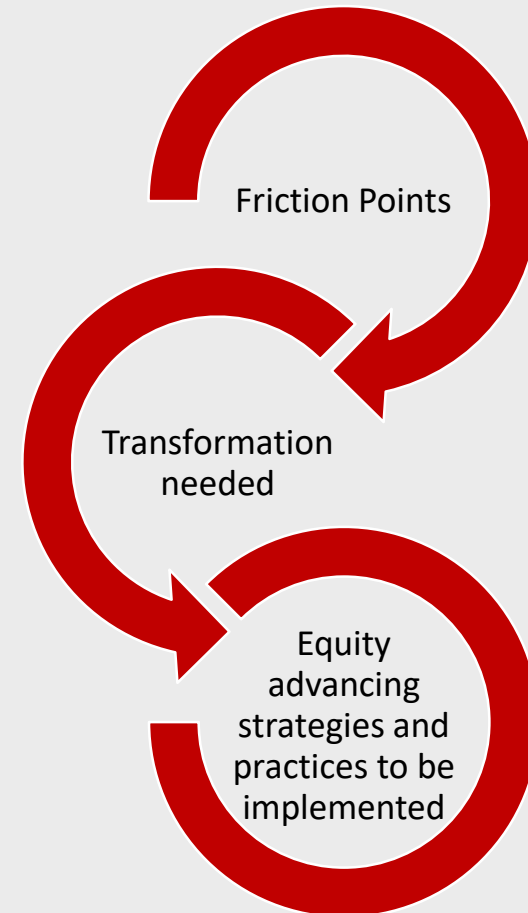 Friction Points
Transformation
needed
Equity
advancing
strategies and
practices to be
implemented